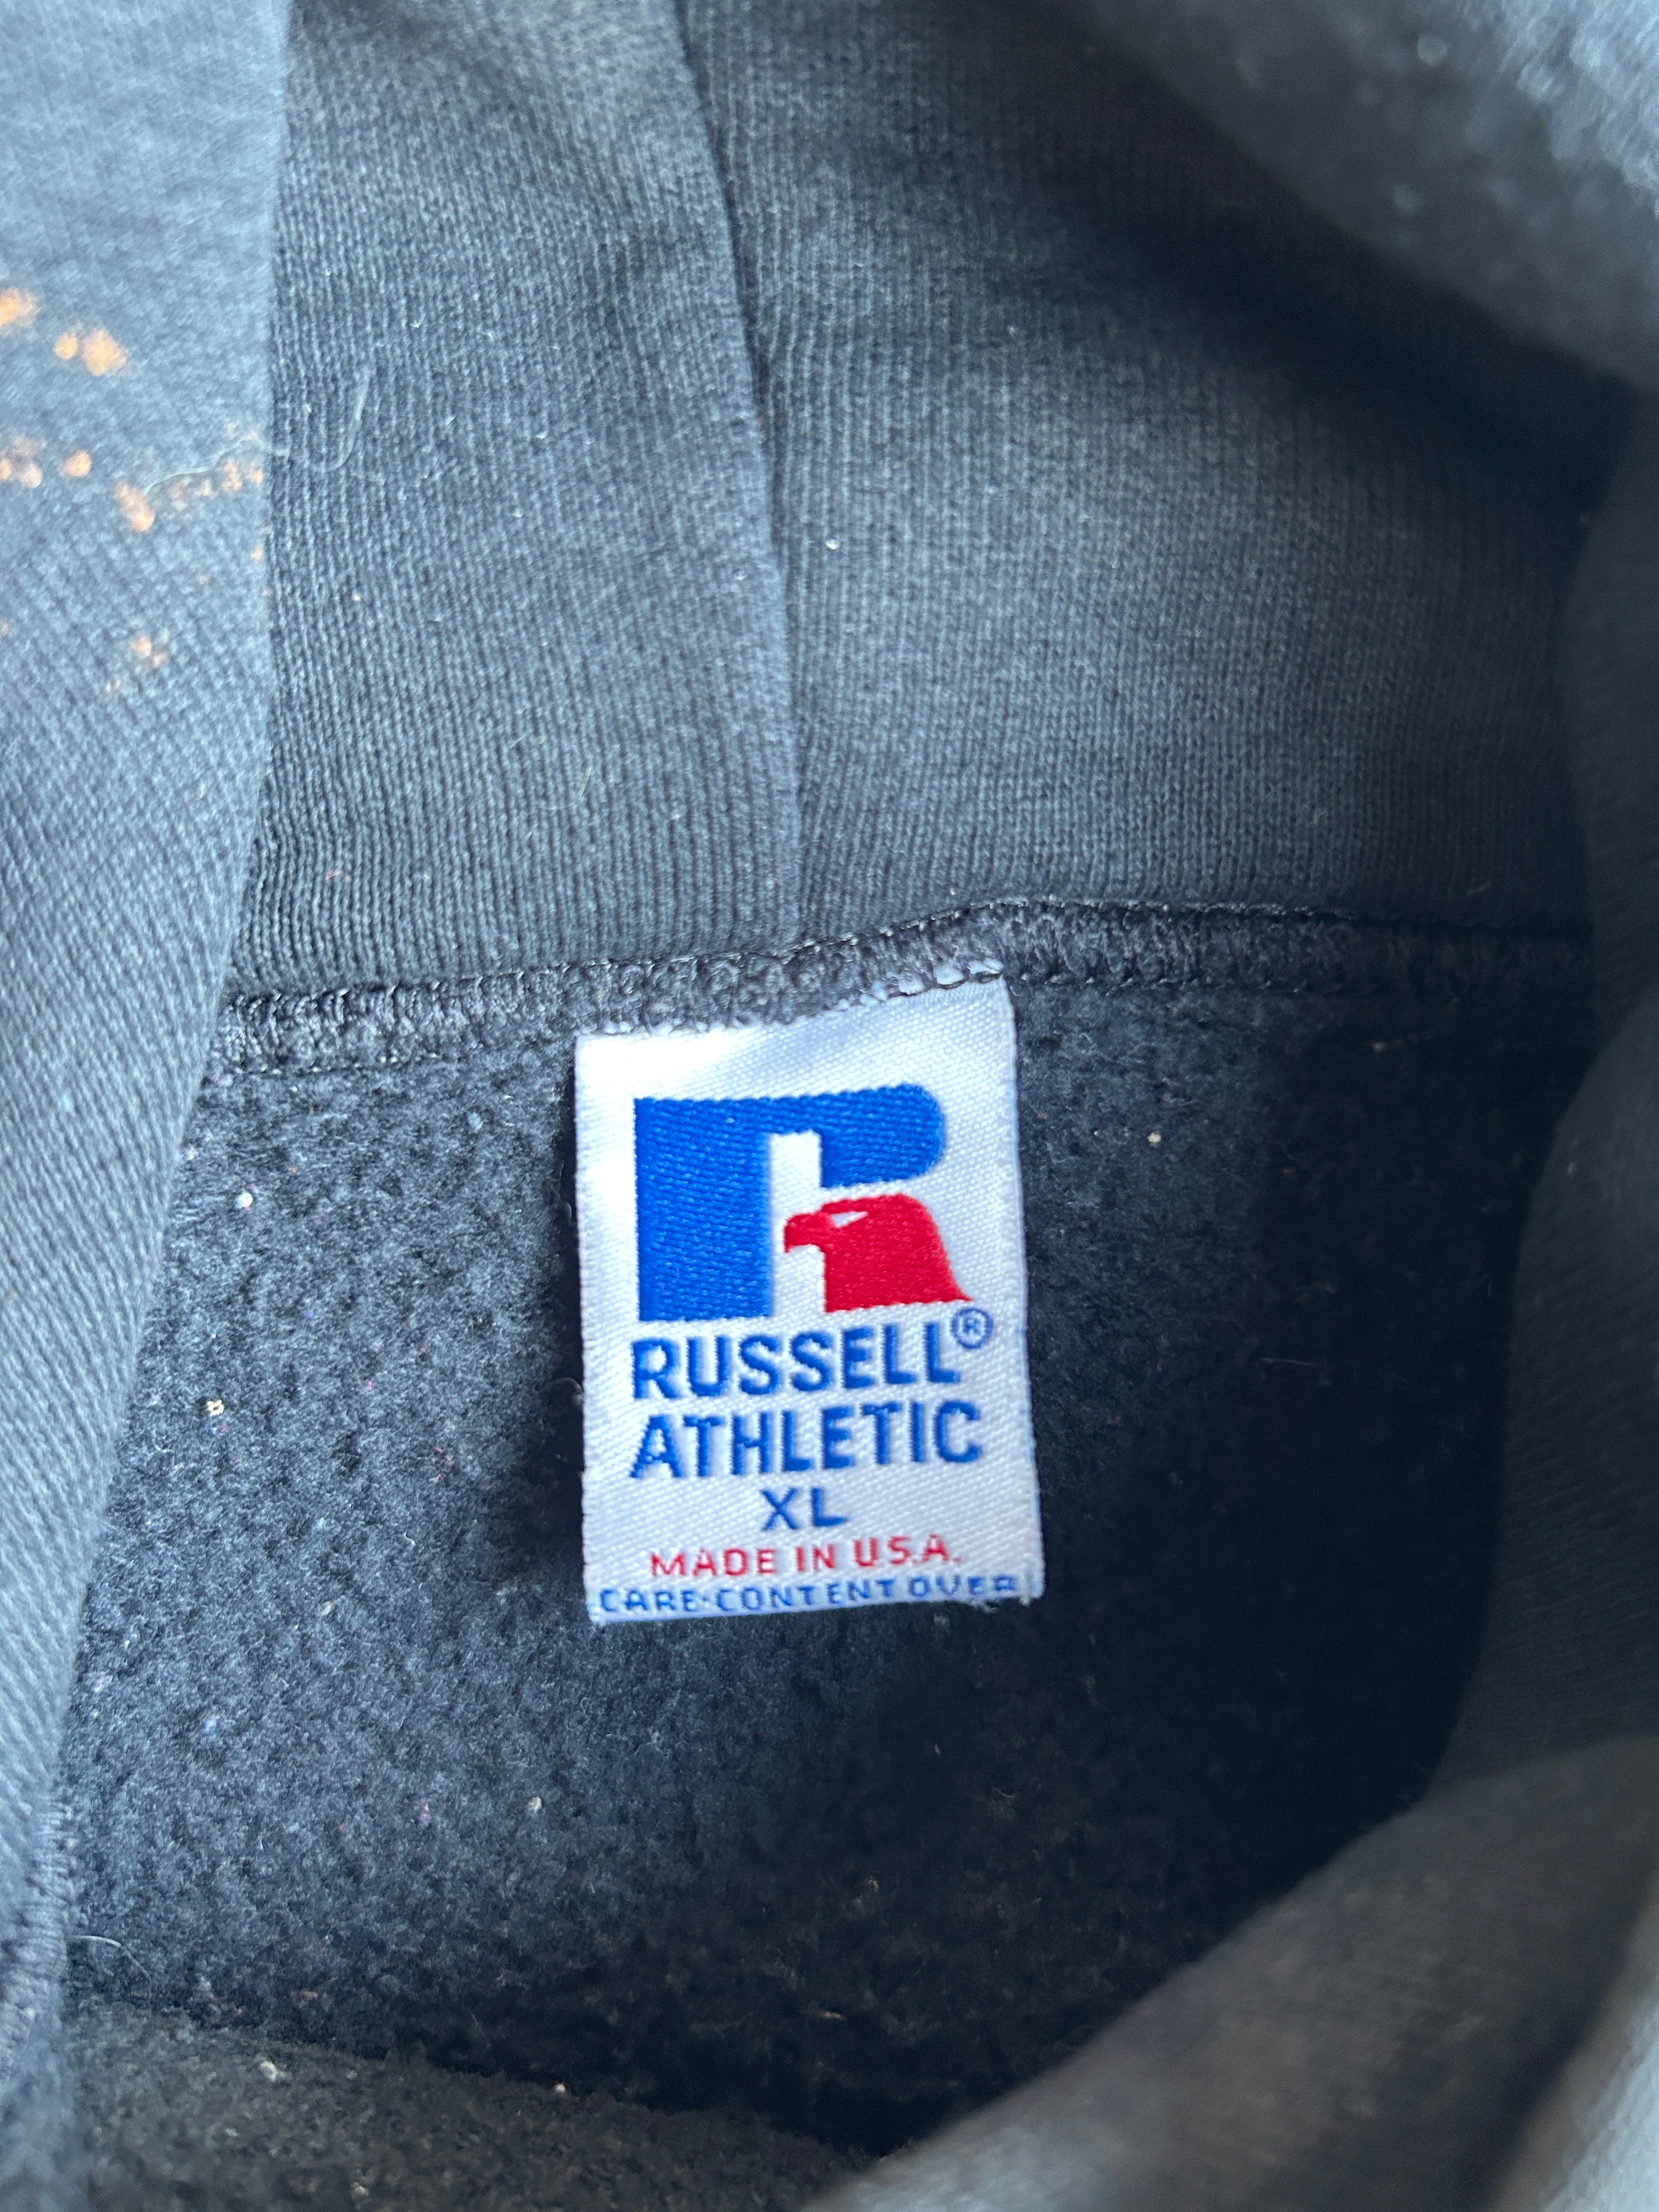 R
RUSSELL®
ATHLETIC
XL
MADE IN U.S.A.
CARE·CONTENT OVER